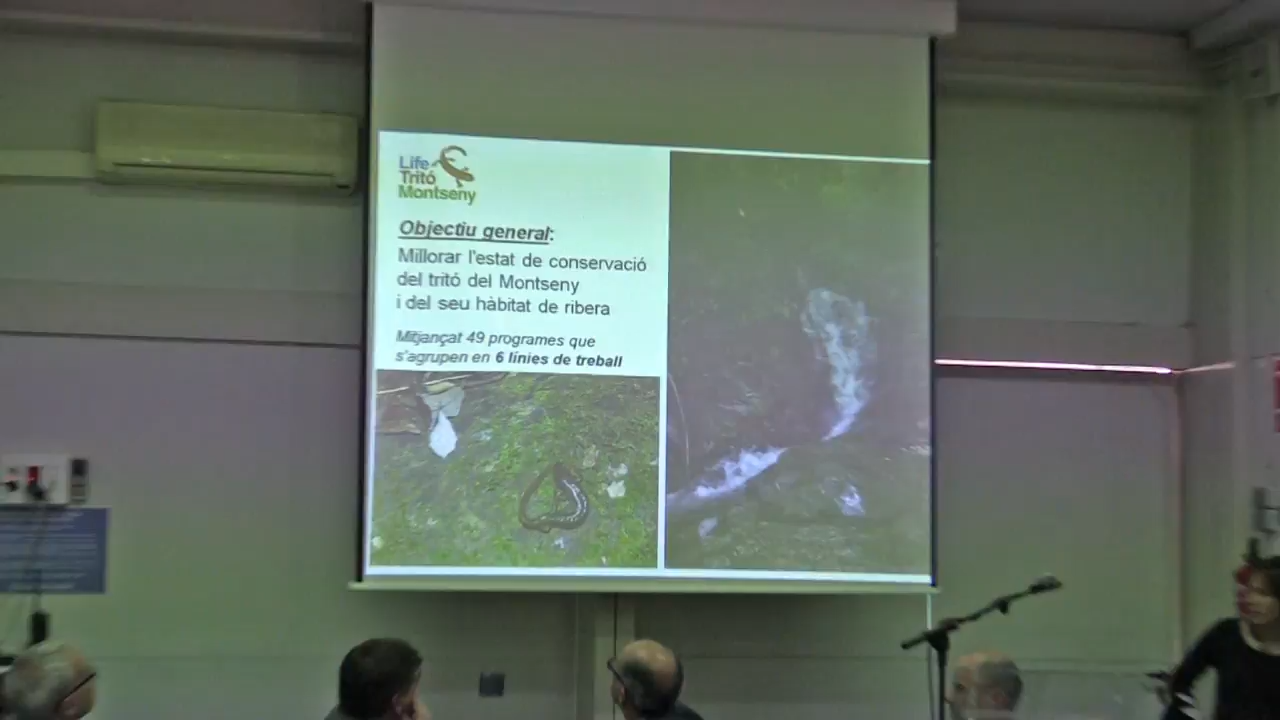 Life
Tritó
Montseny
Objectiu general:
Millorar l'estat de conservació
del tritó del Montseny
i del seu hàbitat de ribera
Mitjançat 49 programes que
s'agrupen en 6 línies de treball